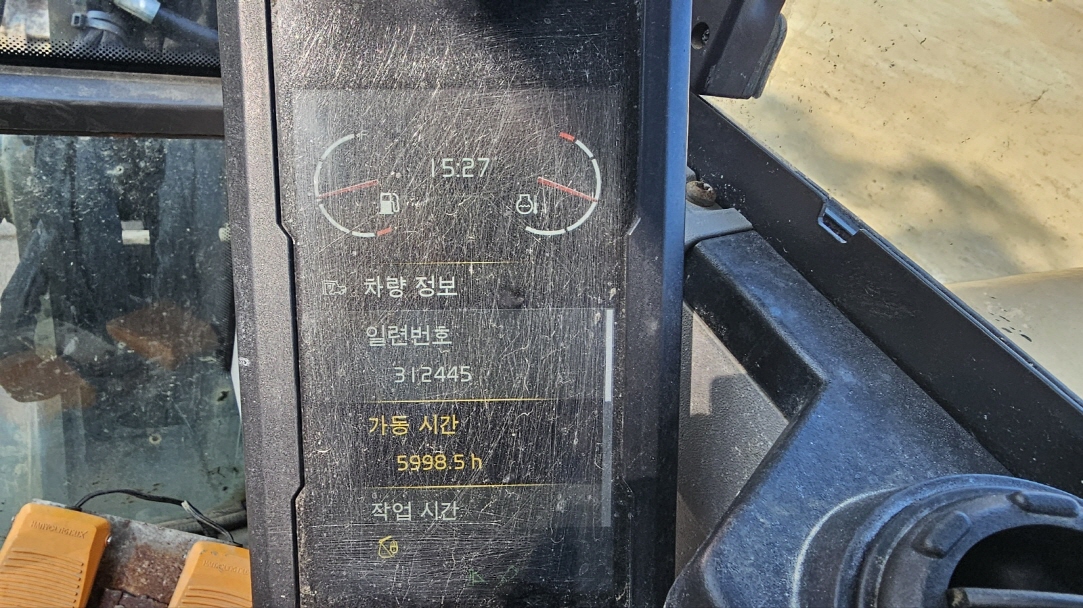 15:27
차량 정보
일련번호
312445
가동 시간
5998.5 h
작업 시간